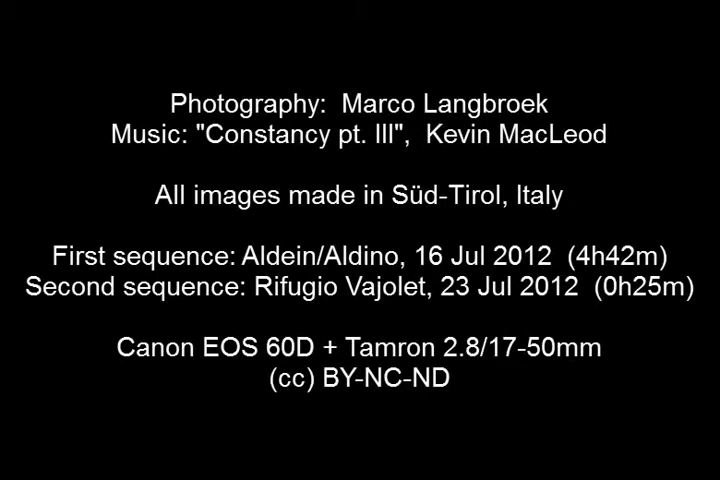 Photography:  Marco Langbroek
Music: "Constancy pt. III",  Kevin MacLeod
All images made in Süd-Tirol, Italy
First sequence: Aldein/Aldino, 16 Jul 2012  (4h42m)
Second sequence: Rifugio Vajolet, 23 Jul 2012  (0h25m)
Canon EOS 60D + Tamron 2.8/17-50mm
(cc) BY-NC-ND